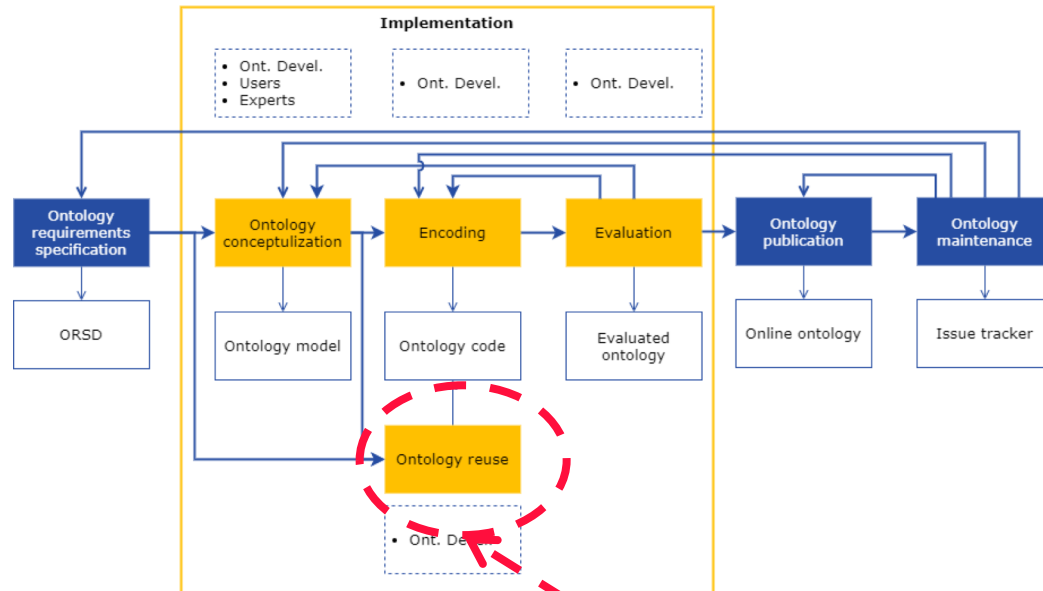 Implementation
• Ont. Devel.
• Users
• Experts
• Ont. Devel.
• Ont. Devel.
Ontology
requirements
specification
Ontology
conceptulization
Encoding
Evaluation
Ontology
publication
Ontology
maintenance
ORSD
Ontology model
Ontology code
Evaluated
ontology
Online ontology
Issue tracker
Ontology reuse
• Ont. Devel.